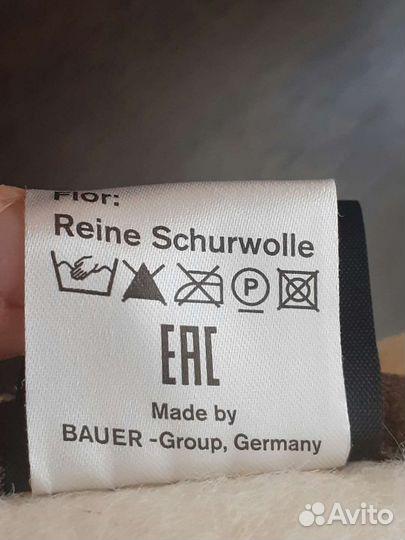 Flor:
Reine Schurwolle
P
EAC
Made by
BAUER -Group, Germany
Avito